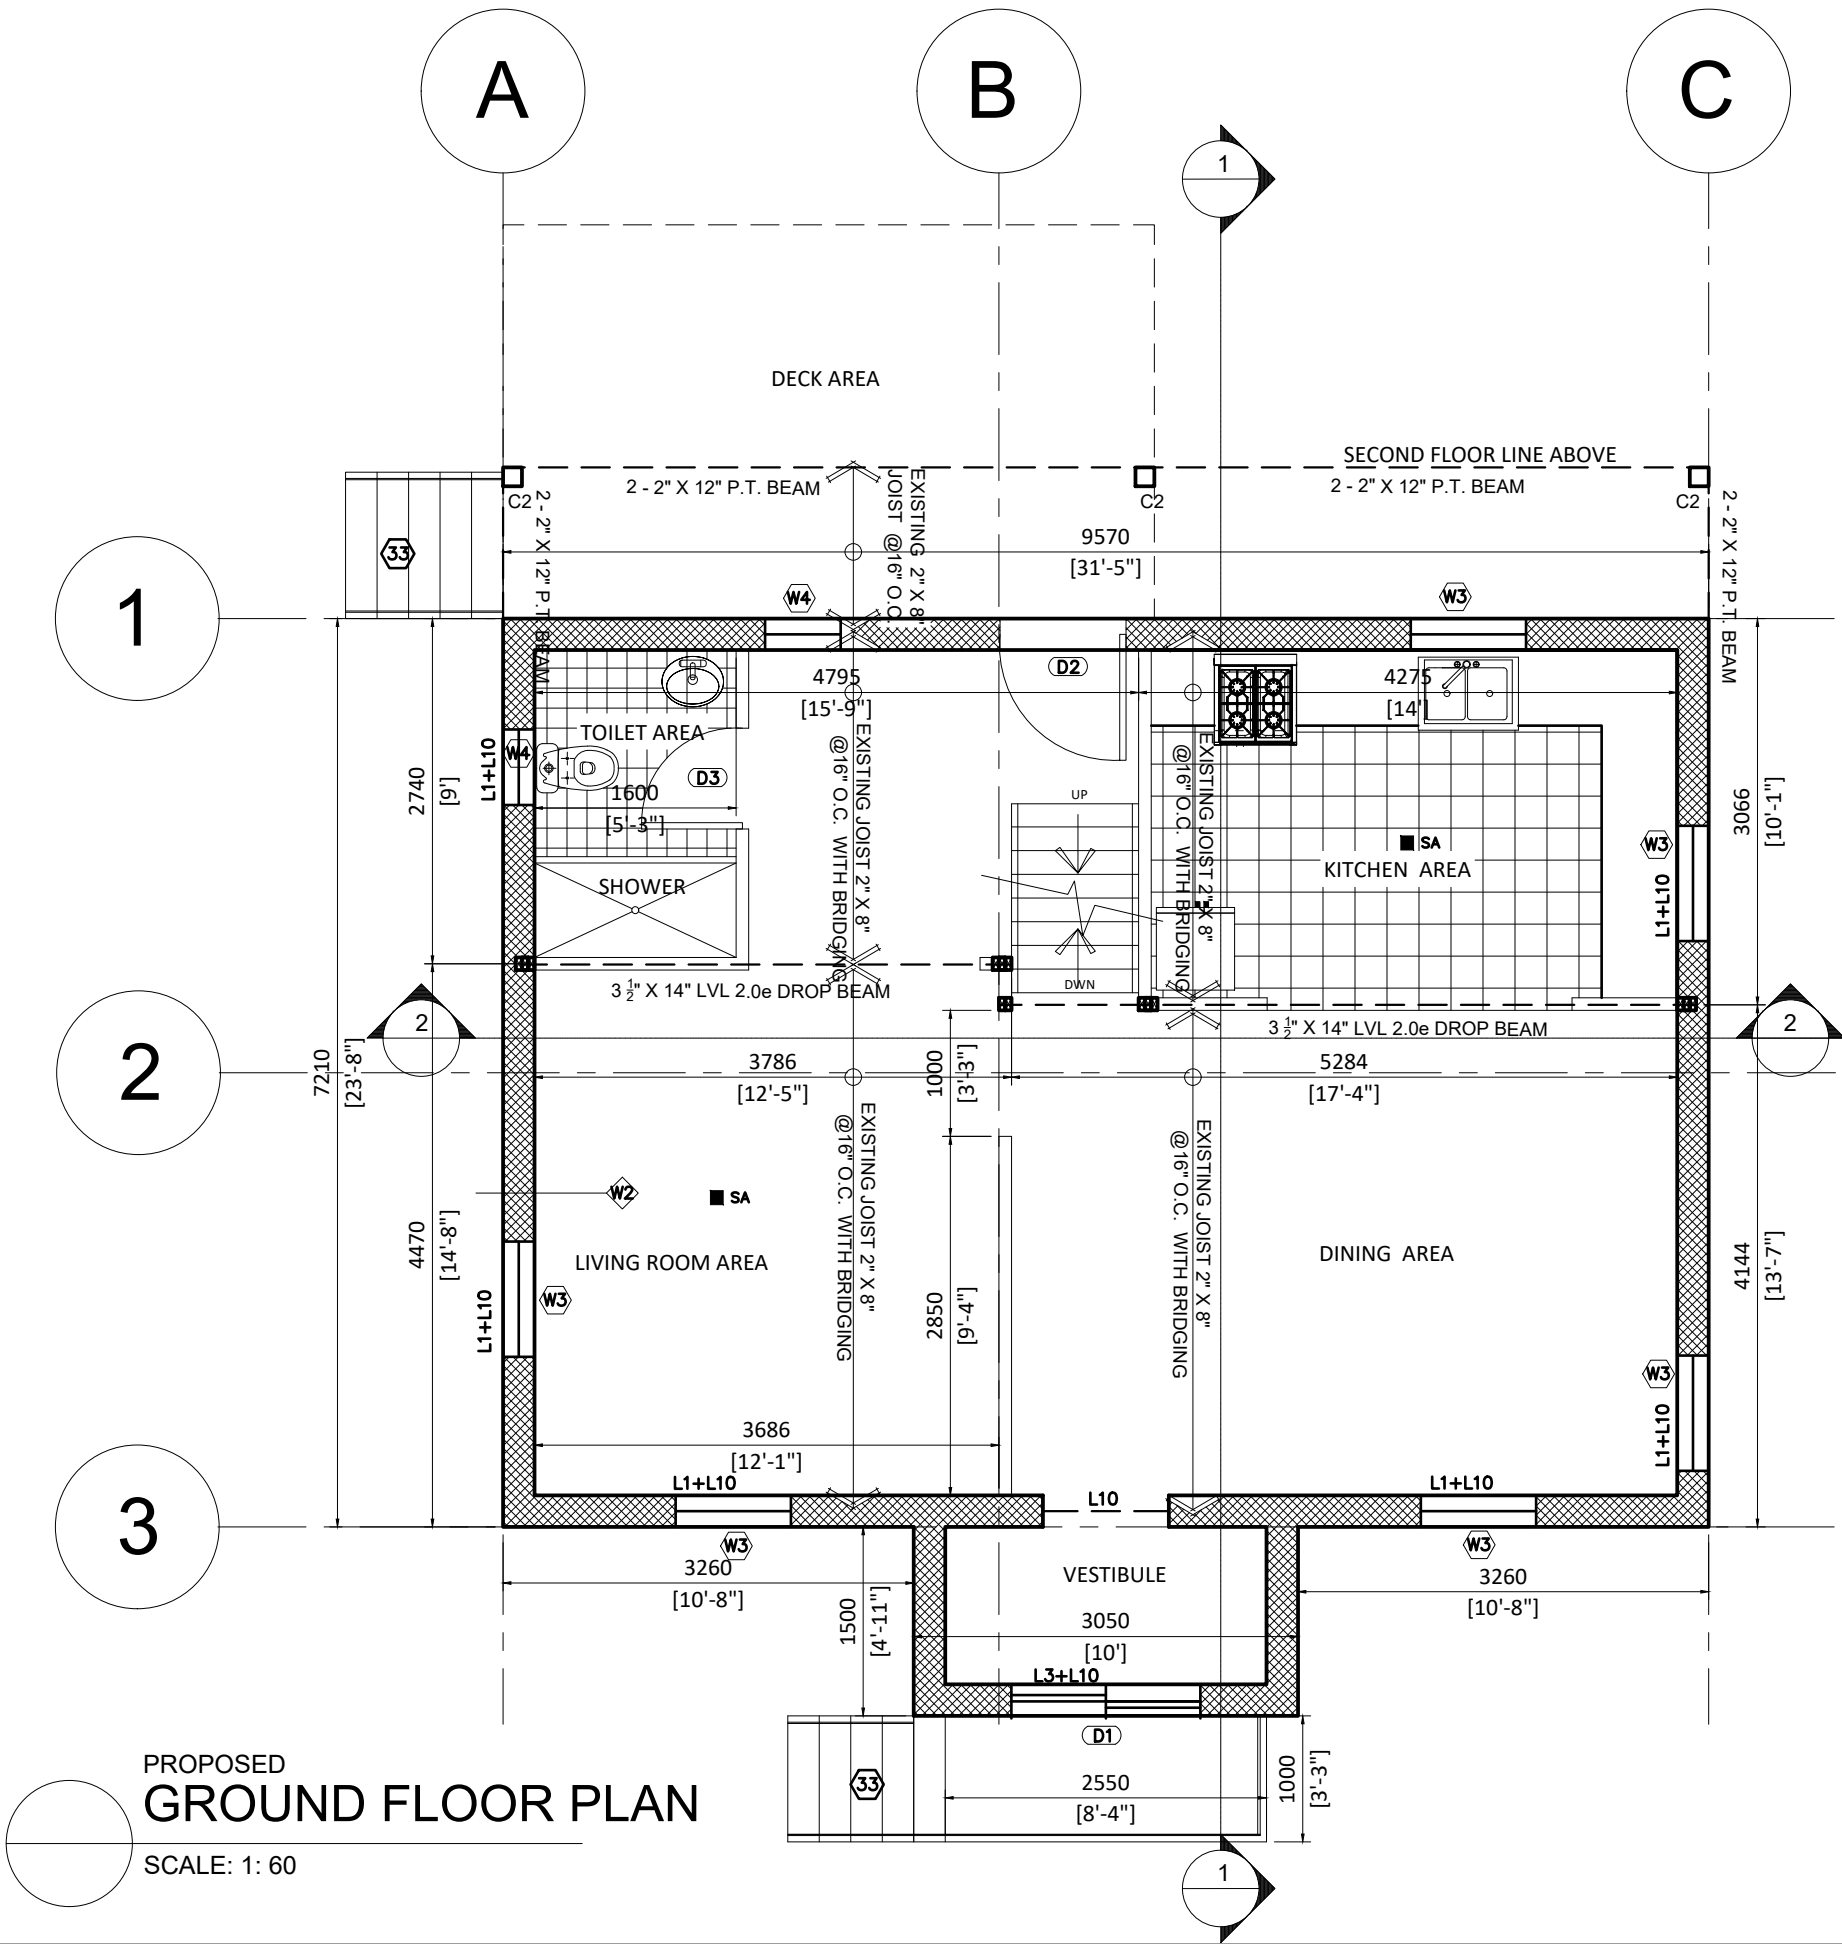 A
B
C
1
DECK AREA
SECOND FLOOR LINE ABOVE
2 - 2" X 12" P.T. BEAM
2 - 2" X 12" P.T. BEAM
C2
C2
C2
2 - 2" X 12" P.T. BEAM
EXISTING 2" X 8"
JOIST @16" O.C.
2 - 2" X 12" P.T. BEAM
33
9570
[31'-5"]
1
W4
W3
D2
4795
[15'-9"]
4275
[14']
TOILET AREA
W4
L1+L10
D3
1600
[5'-3"]
2740
[9']
EXISTING JOIST 2" X 8"
@16" O.C. WITH BRIDGING
EXISTING JOIST 2" X 8"
@16" O.C. WITH BRIDGING
UP
SA
KITCHEN AREA
W3
L1+L10
3066
[10'-1"]
SHOWER
DWN
3 ½" X 14" LVL 2.0e DROP BEAM
3 ½" X 14" LVL 2.0e DROP BEAM
2
2
2
7210
[23'-8"]
3786
[12'-5"]
1000
[3'-3"]
5284
[17'-4"]
EXISTING JOIST 2" X 8"
@16" O.C. WITH BRIDGING
EXISTING JOIST 2" X 8"
@16" O.C. WITH BRIDGING
W2
SA
LIVING ROOM AREA
DINING AREA
4470
[14'-8"]
4144
[13'-7"]
L1+L10
W3
2850
[9'-4"]
W3
L1+L10
3686
[12'-1"]
L1+L10
L10
L1+L10
3
W3
W3
3260
[10'-8"]
VESTIBULE
3260
[10'-8"]
1500
[4'-11"]
3050
[10']
L3+L10
D1
33
2550
[8'-4"]
1000
[3'-3"]
PROPOSED
GROUND FLOOR PLAN
SCALE: 1: 60
1